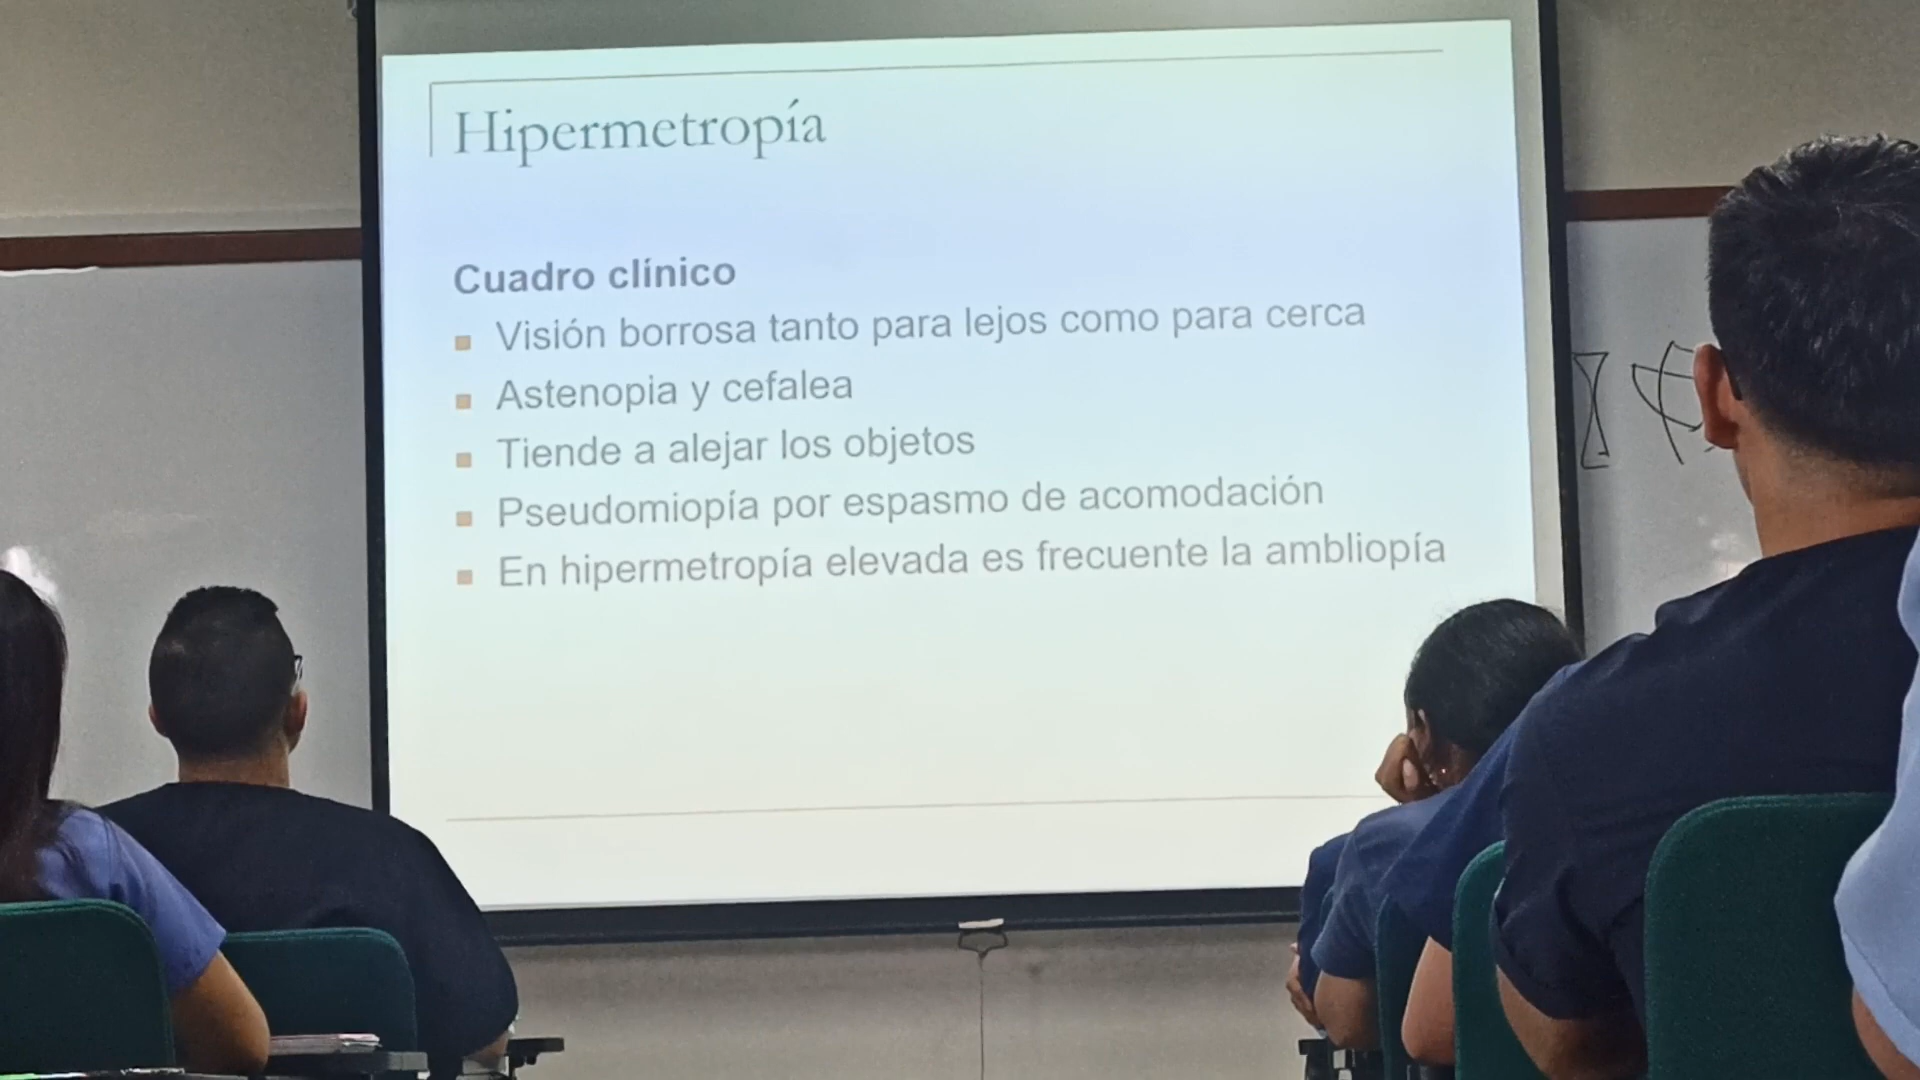 Hipermetropía
Cuadro clínico
Visión borrosa tanto para lejos como para cerca
Astenopia y cefalea
Tiende a alejar los objetos
Pseudomiopía por espasmo de acomodación
En hipermetropía elevada es frecuente la ambliopía